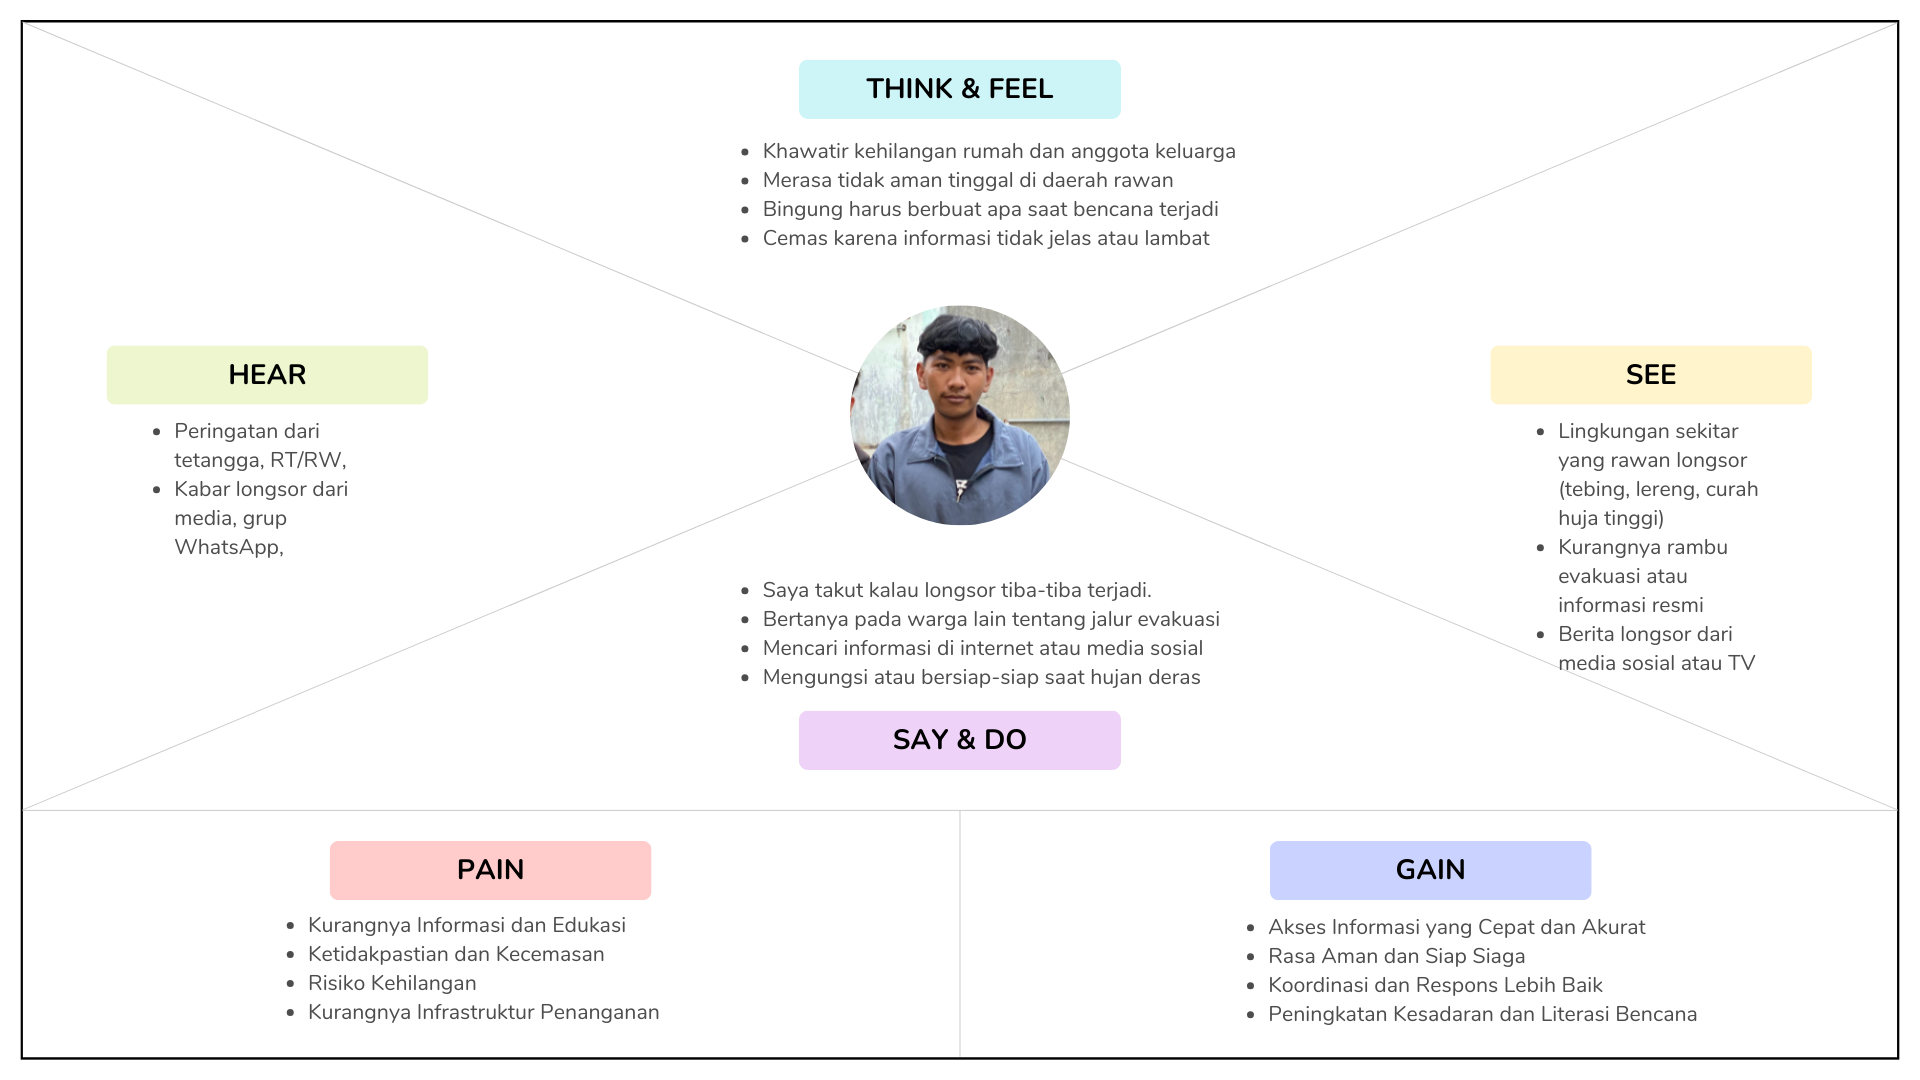 THINK & FEEL
Khawatir kehilangan rumah dan anggota keluarga
Merasa tidak aman tinggal di daerah rawan
Bingung harus berbuat apa saat bencana terjadi
Cemas karena informasi tidak jelas atau lambat
HEAR
Peringatan dari
tetangga, RT/RW,
Kabar longsor dari
media, grup
WhatsApp,
SEE
Lingkungan sekitar
yang rawan longsor
(tebing, lereng, curah
huja tinggi)
Kurangnya rambu
evakuasi atau
informasi resmi
Berita longsor dari
media sosial atau TV
Saya takut kalau longsor tiba-tiba terjadi.
Bertanya pada warga lain tentang jalur evakuasi
Mencari informasi di internet atau media sosial
Mengungsi atau bersiap-siap saat hujan deras
SAY & DO
PAIN
Kurangnya Informasi dan Edukasi
Ketidakpastian dan Kecemasan
Risiko Kehilangan
Kurangnya Infrastruktur Penanganan
GAIN
Akses Informasi yang Cepat dan Akurat
Rasa Aman dan Siap Siaga
Koordinasi dan Respons Lebih Baik
Peningkatan Kesadaran dan Literasi Bencana